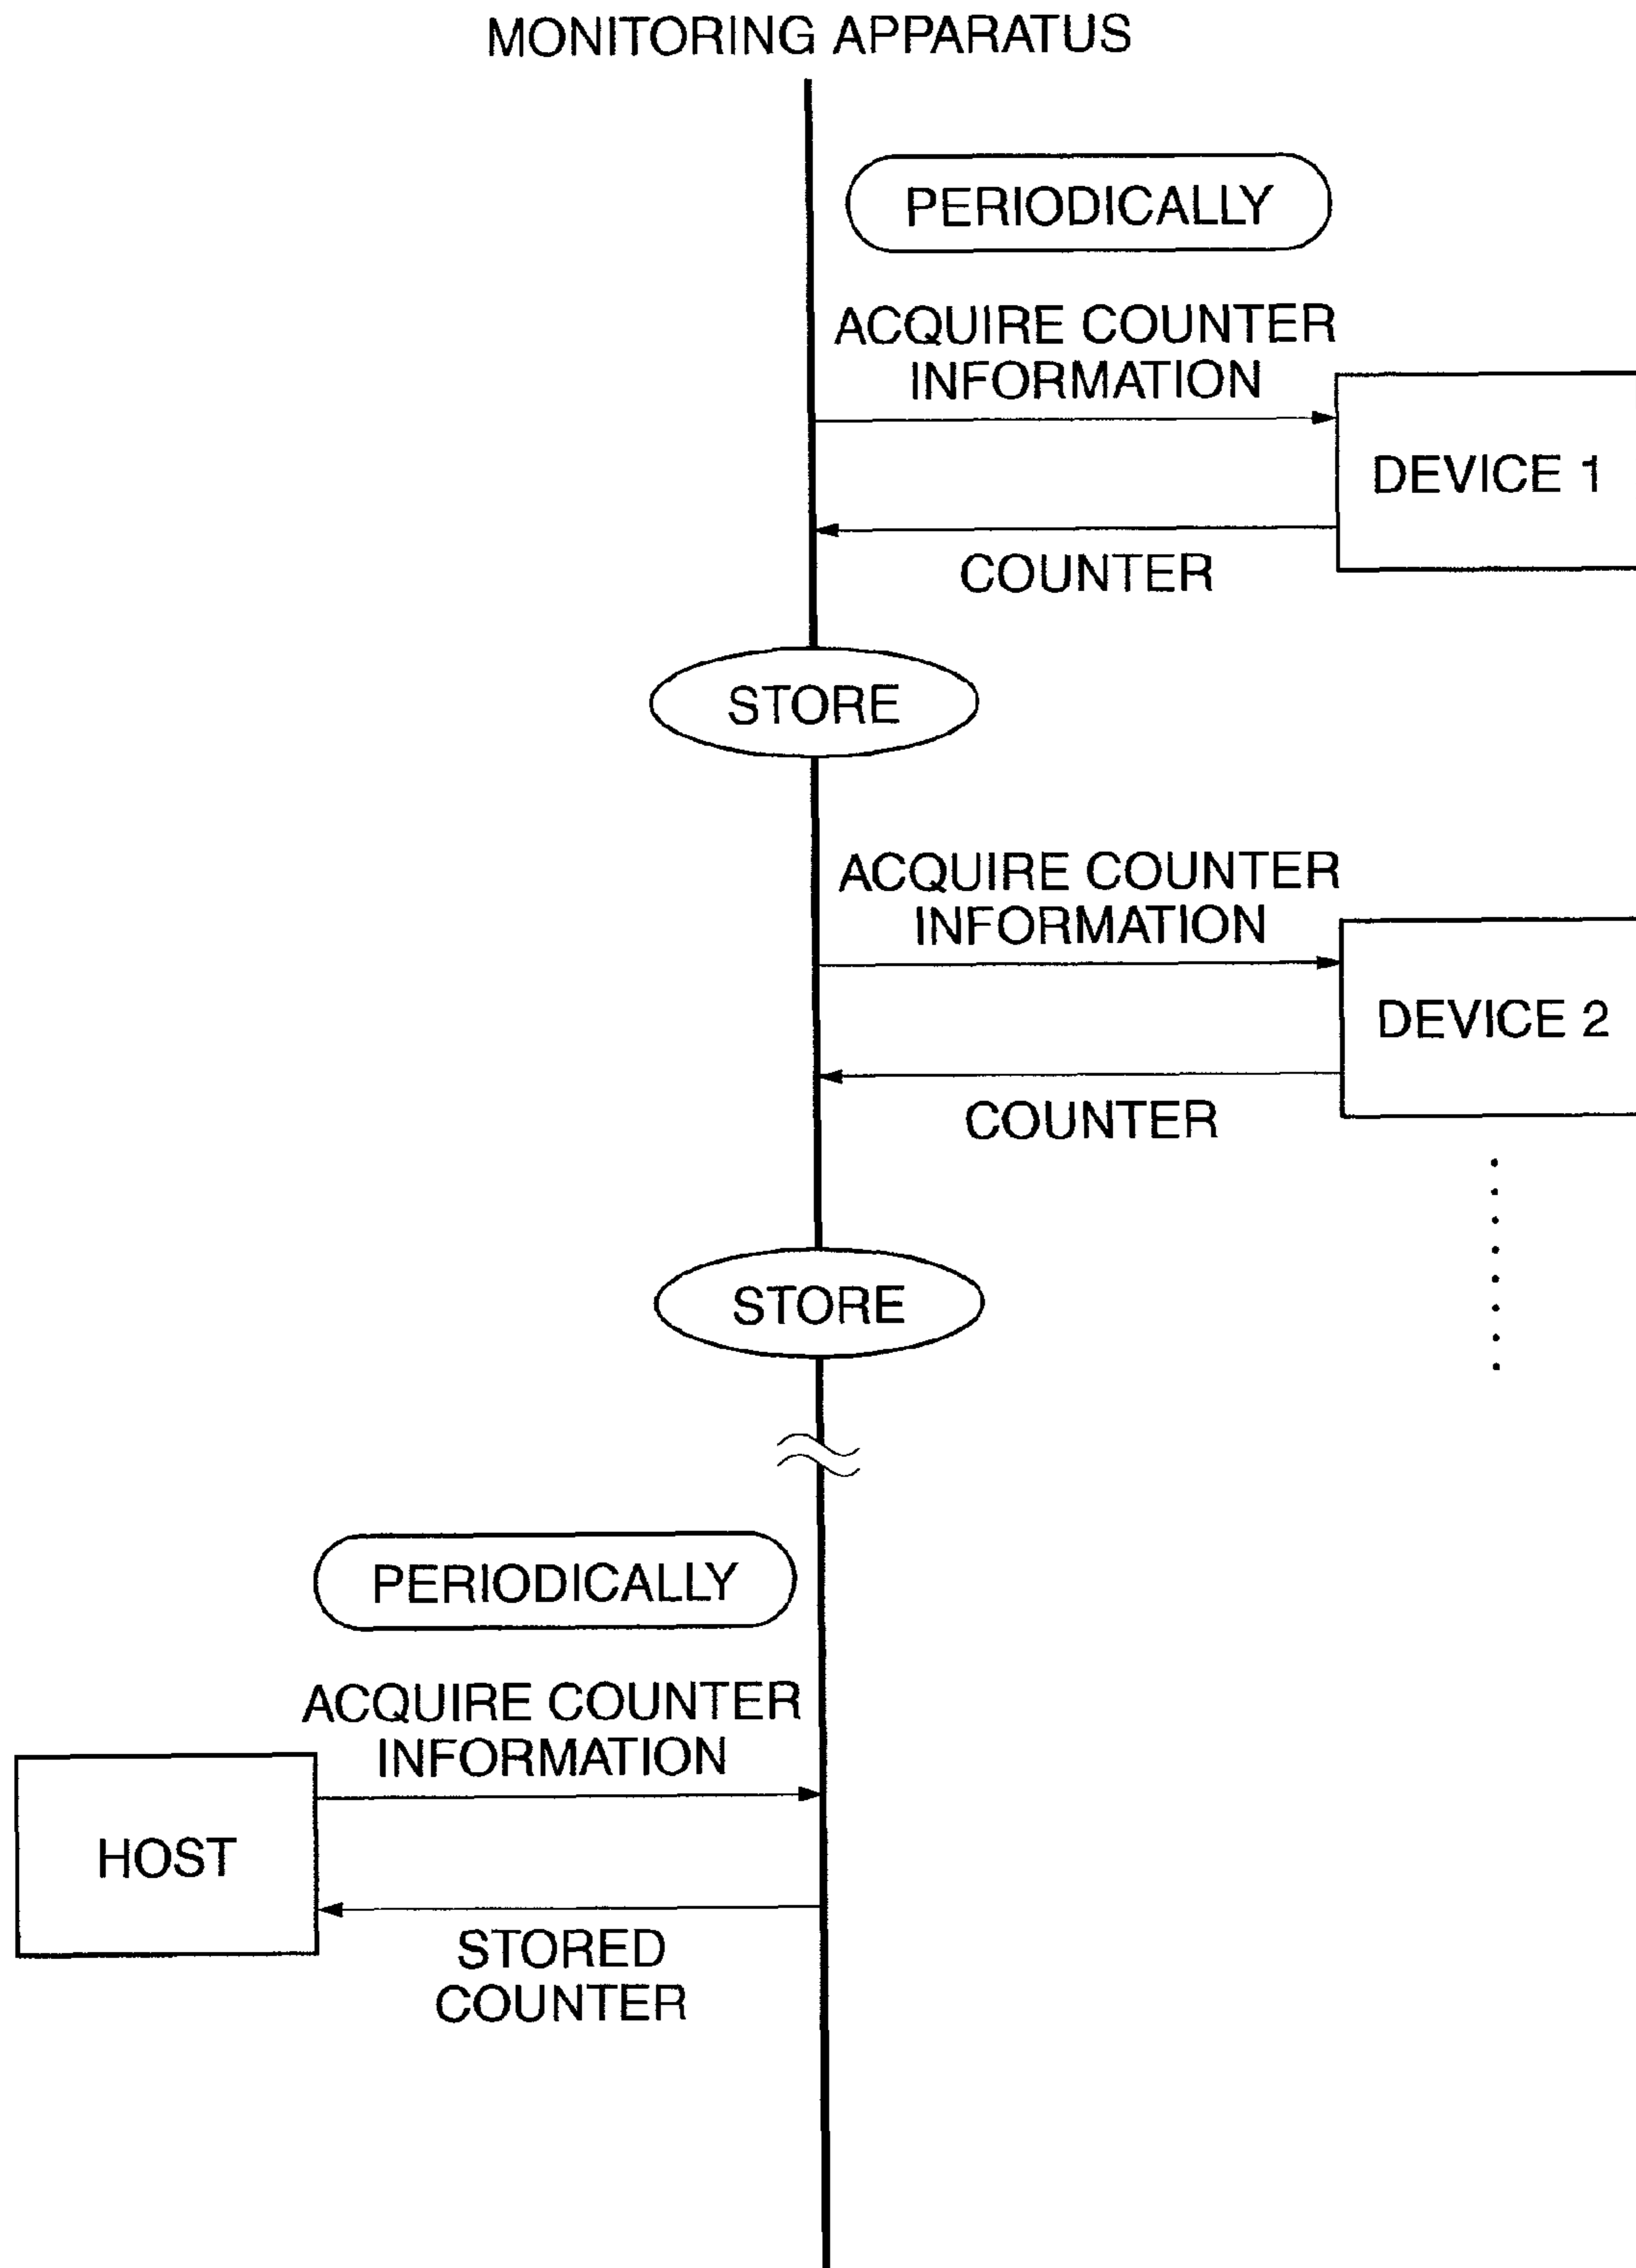 MONITORING APPARATUS
PERIODICALLY
ACQUIRE COUNTER
INFORMATION
DEVICE 1
COUNTER
STORE
ACQUIRE COUNTER
INFORMATION
DEVICE 2
COUNTER
STORE
PERIODICALLY
ACQUIRE COUNTER
INFORMATION
HOST
STORED
COUNTER